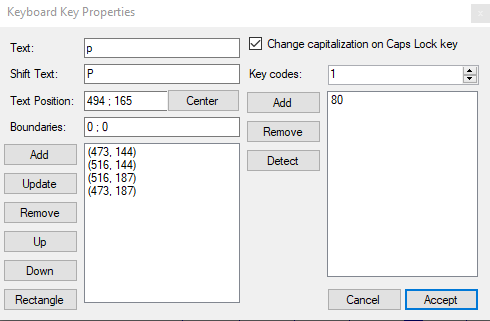 Keyboard Key Properties
Text: p
Shift Text: P
Text Position: 494 ; 165 Center
Boundaries: 0 ; 0
Add
Update
Remove
Up
Down
Rectangle
(473, 144)
(516, 144)
(516, 187)
(473, 187)
Change capitalization on Caps Lock key
Key codes: 1
Add
Remove
Detect
80
Cancel Accept